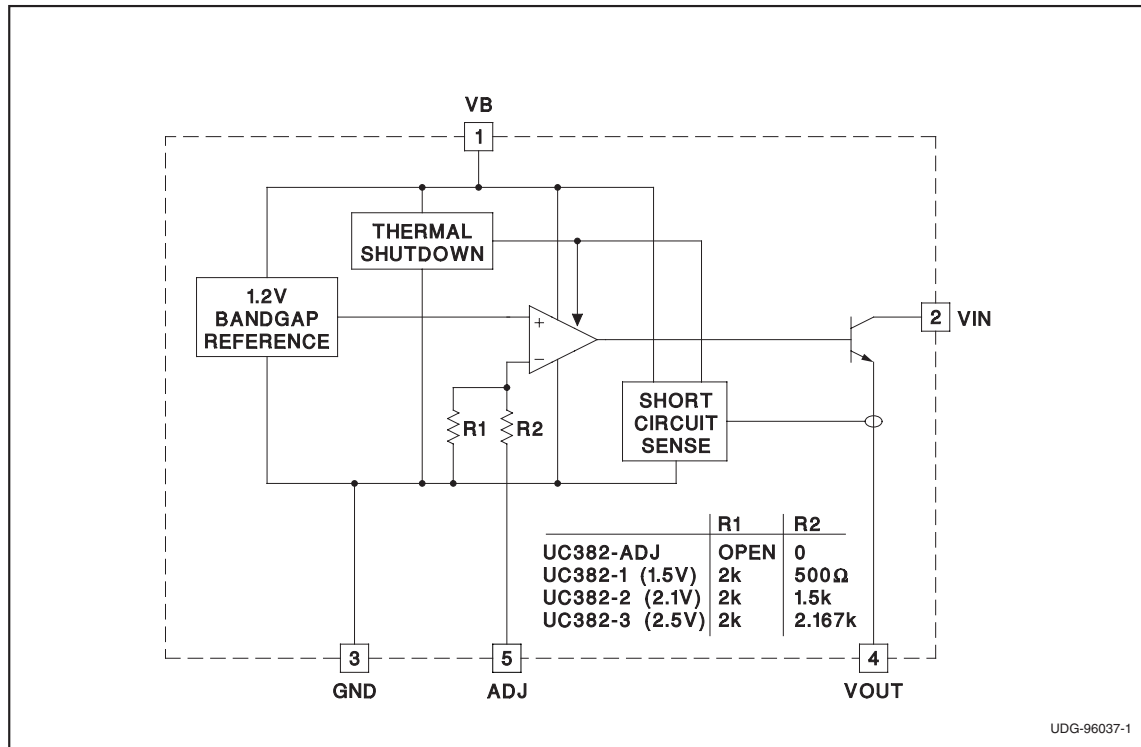 VB
1
THERMAL
SHUTDOWN
1.2V
BANDGAP
REFERENCE
+
–
2 VIN
R1 R2
SHORT
CIRCUIT
SENSE
R1 R2
UC382-ADJ OPEN 0
UC382-1 (1.5V) 2k 500Ω
UC382-2 (2.1V) 2k 1.5k
UC382-3 (2.5V) 2k 2.167k
3 5 4
GND ADJ VOUT
UDG-96037-1